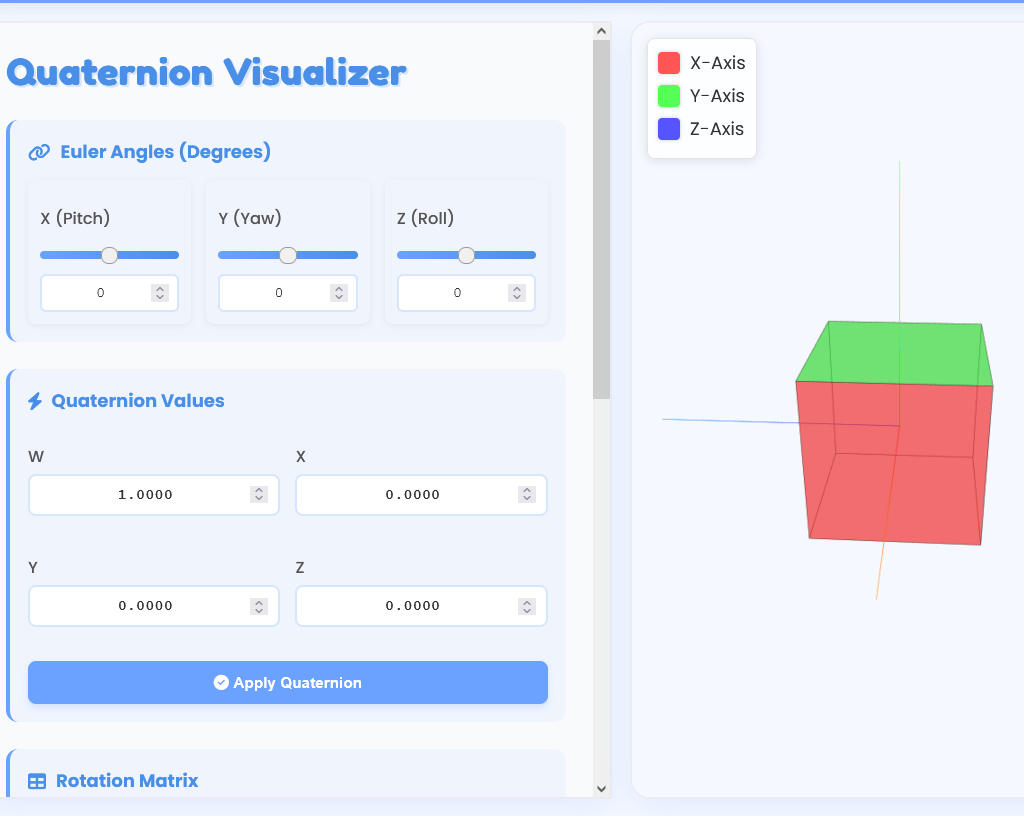 Quaternion Visualizer
Euler Angles (Degrees)
X (Pitch)
Y (Yaw)
Z (Roll)
0
0
0
Quaternion Values
W
X
1.0000
0.0000
Y
Z
0.0000
0.0000
Apply Quaternion
Rotation Matrix
X-Axis
Y-Axis
Z-Axis